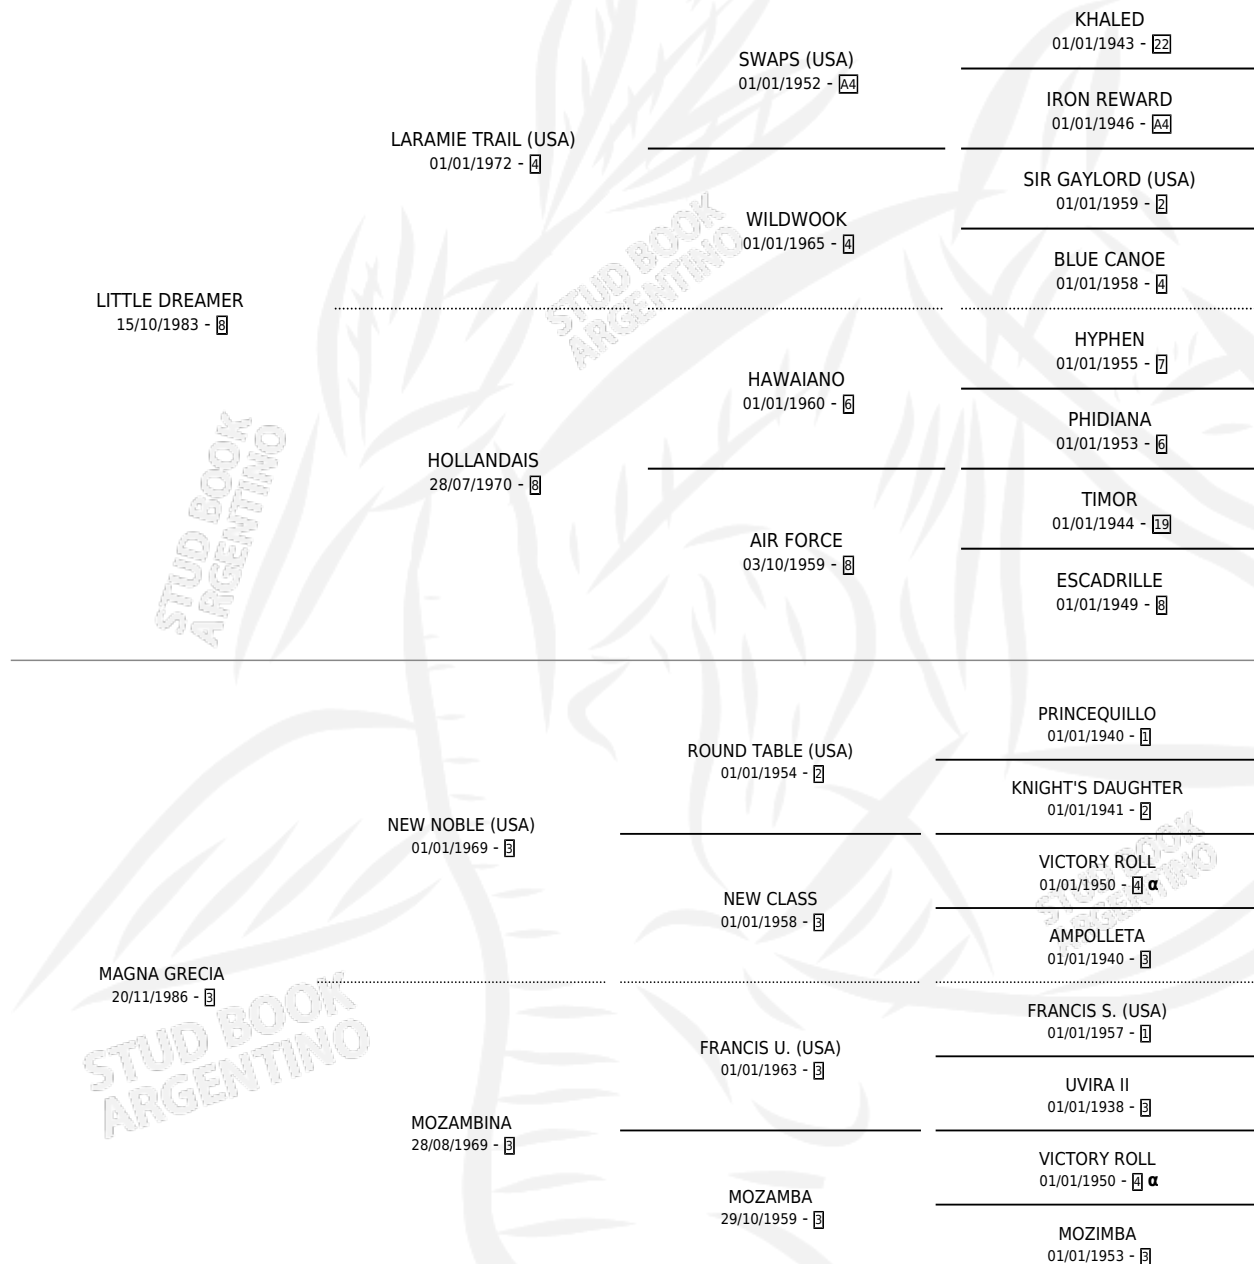 KHALED
01/01/1943 - 22
SWAPS (USA)
01/01/1952 - A4
IRON REWARD
01/01/1946 - A4
LARAMIE TRAIL (USA)
01/01/1972 - 4
SIR GAYLORD (USA)
01/01/1959 - 2
WILDWOOK
01/01/1965 - 4
BLUE CANOE
01/01/1958 - 4
LITTLE DREAMER
15/10/1983 - 8
HYPHEN
01/01/1955 - 7
HAWAIANO
01/01/1960 - 6
PHIDIANA
01/01/1953 - 6
HOLLANDAIS
28/07/1970 - 8
TIMOR
01/01/1944 - 19
AIR FORCE
03/10/1959 - 8
ESCADRILLE
01/01/1949 - 8
STUD BOOK
ARGENTINO
STUD BOOK
ARGENTINO
PRINCEQUILLO
01/01/1940 - 1
ROUND TABLE (USA)
01/01/1954 - 2
KNIGHT'S DAUGHTER
01/01/1941 - 2
NEW NOBLE (USA)
01/01/1969 - 3
VICTORY ROLL
01/01/1950 - 4 α
NEW CLASS
01/01/1958 - 3
AMPOLLETA
01/01/1940 - 3
MAGNA GRECIA
20/11/1986 - 3
FRANCIS S. (USA)
01/01/1957 - 1
FRANCIS U. (USA)
01/01/1963 - 3
UVIRA II
01/01/1938 - 3
MOZAMBINA
28/08/1969 - 3
VICTORY ROLL
01/01/1950 - 4 α
MOZAMBA
29/10/1959 - 3
MOZIMBA
01/01/1953 - 3
STUD BOOK
ARGENTINO
STUD BOOK
ARGENTINO